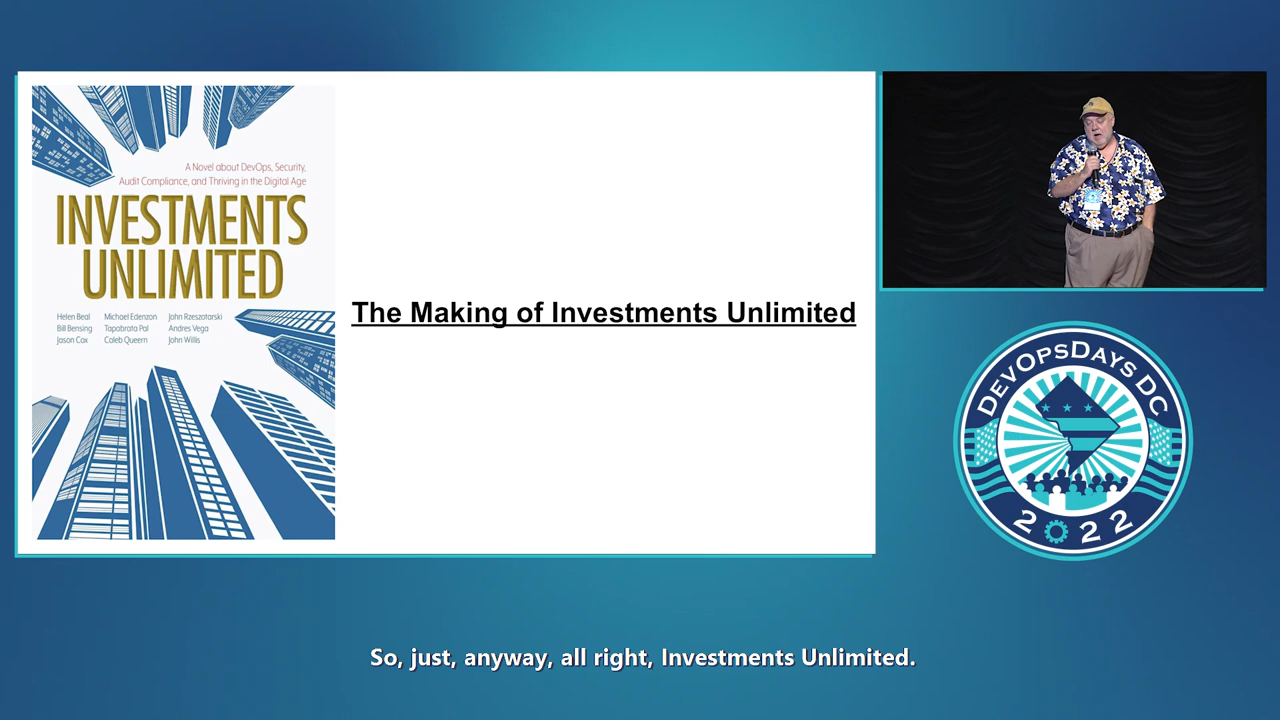 A Novel about DevOps, Security,
Audit Compliance, and Thriving in the Digital Age
INVESTMENTS
UNLIMITED
Helen Beal Michael Edenzon John Rzeszotarski
Bill Bensing Tapabrata Pal Andres Vega
Jason Cox Caleb Queern John Willis
The Making of Investments Unlimited
DEVOPSDAYS DC
2022
So, just, anyway, all right, Investments Unlimited.